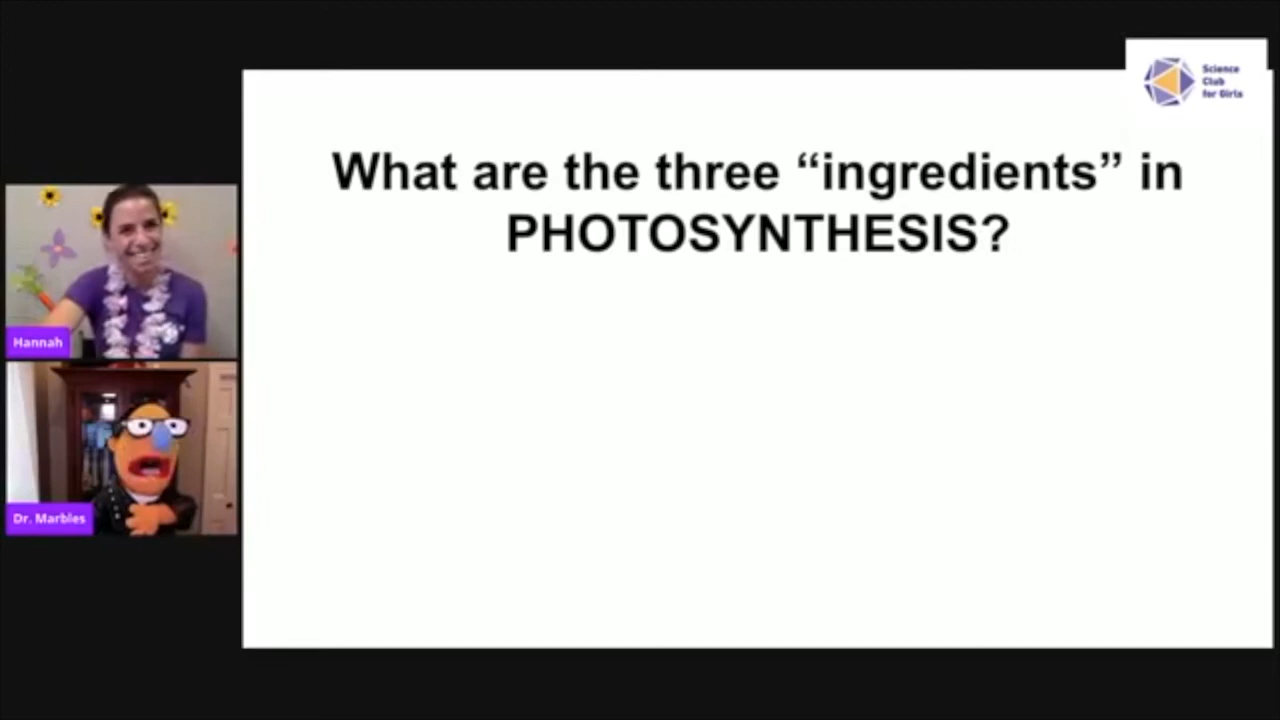 Science
Club
for Girls
What are the three “ingredients” in
PHOTOSYNTHESIS?
Hannah
Dr. Marbles